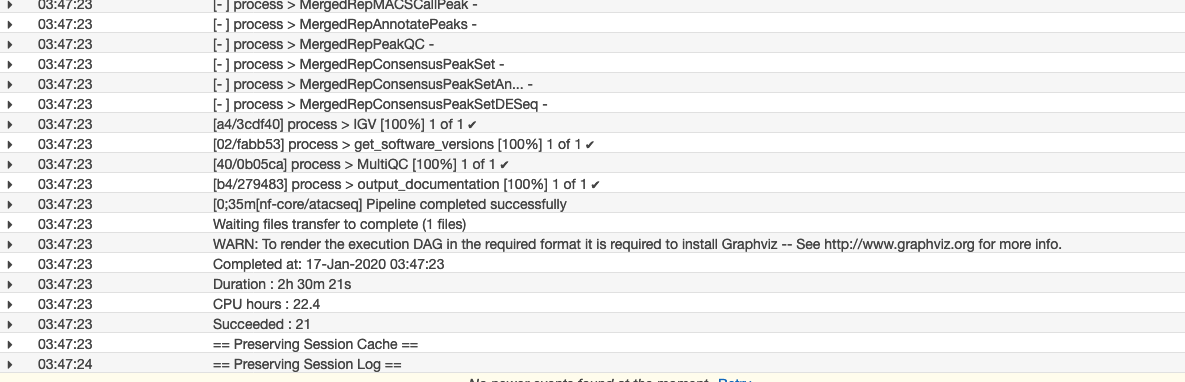 03:47:23 [- ] process > MergedRepMACSCallPeak -
03:47:23 [- ] process > MergedRepAnnotatePeaks -
03:47:23 [- ] process > MergedRepPeakQC -
03:47:23 [- ] process > MergedRepConsensusPeakSet -
03:47:23 [- ] process > MergedRepConsensusPeakSetAn... -
03:47:23 [- ] process > MergedRepConsensusPeakSetDESeq -
03:47:23 [a4/3cdf40] process > IGV [100%] 1 of 1 ✔
03:47:23 [02/fabb53] process > get_software_versions [100%] 1 of 1 ✔
03:47:23 [40/0b05ca] process > MultiQC [100%] 1 of 1 ✔
03:47:23 [b4/279483] process > output_documentation [100%] 1 of 1 ✔
03:47:23 [0;35m[nf-core/atacseq] Pipeline completed successfully
03:47:23 Waiting files transfer to complete (1 files)
03:47:23 WARN: To render the execution DAG in the required format it is required to install Graphviz -- See http://www.graphviz.org for more info.
03:47:23 Completed at: 17-Jan-2020 03:47:23
03:47:23 Duration : 2h 30m 21s
03:47:23 CPU hours : 22.4
03:47:23 Succeeded : 21
03:47:23 == Preserving Session Cache ==
03:47:24 == Preserving Session Log ==
No newer events found at the moment. Retry